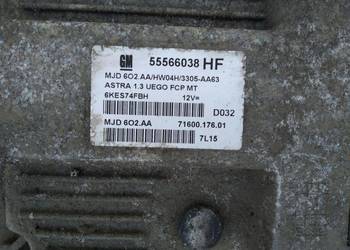 GM 55566038 HF
MJD 6O2.AA/HW04H/3305-AA63
ASTRA 1.3 UEGO FCP MT
6KES74FBH 12V=
D032
MJD 6O2.AA 71600.176.01
7L15